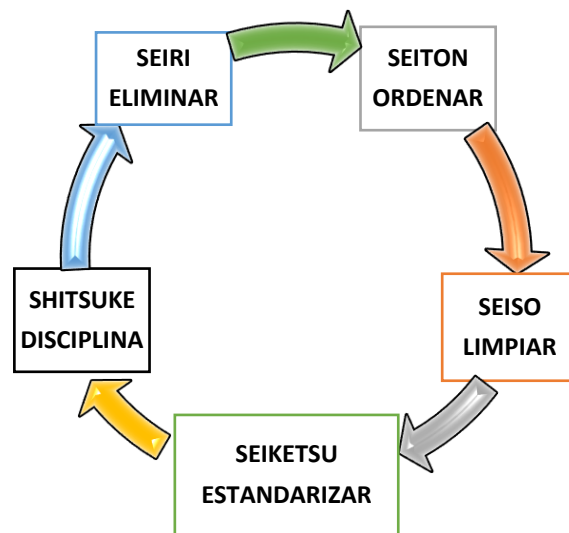 SEIRI
ELIMINAR
SEITON
ORDENAR
SEISO
LIMPIAR
SEIKETSU
ESTANDARIZAR
SHITSUKE
DISCIPLINA